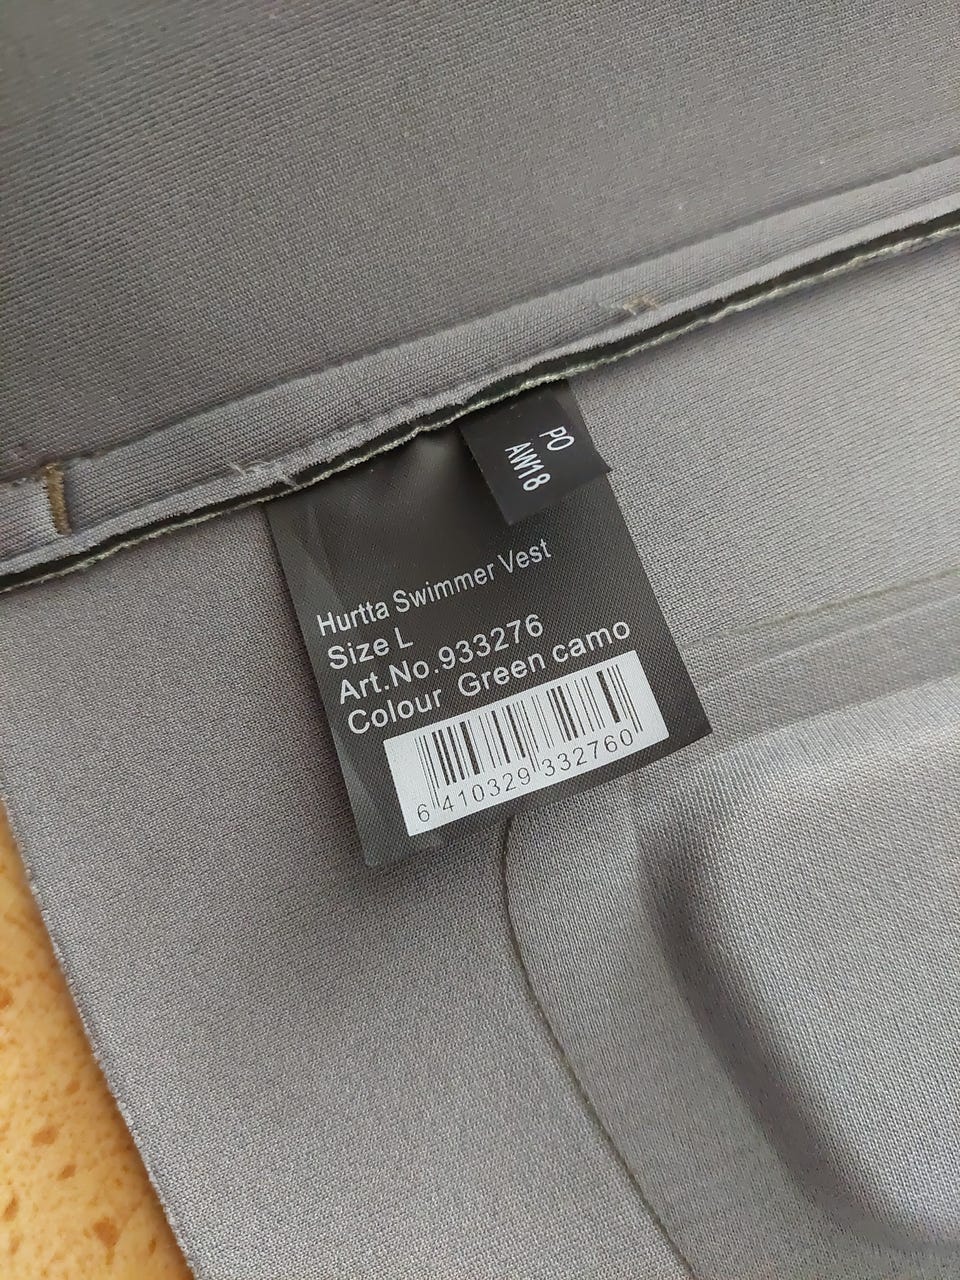 PO
AW18
Hurtta Swimmer Vest
Size L
Art.No.933276
Colour Green camo
6 410329 332760